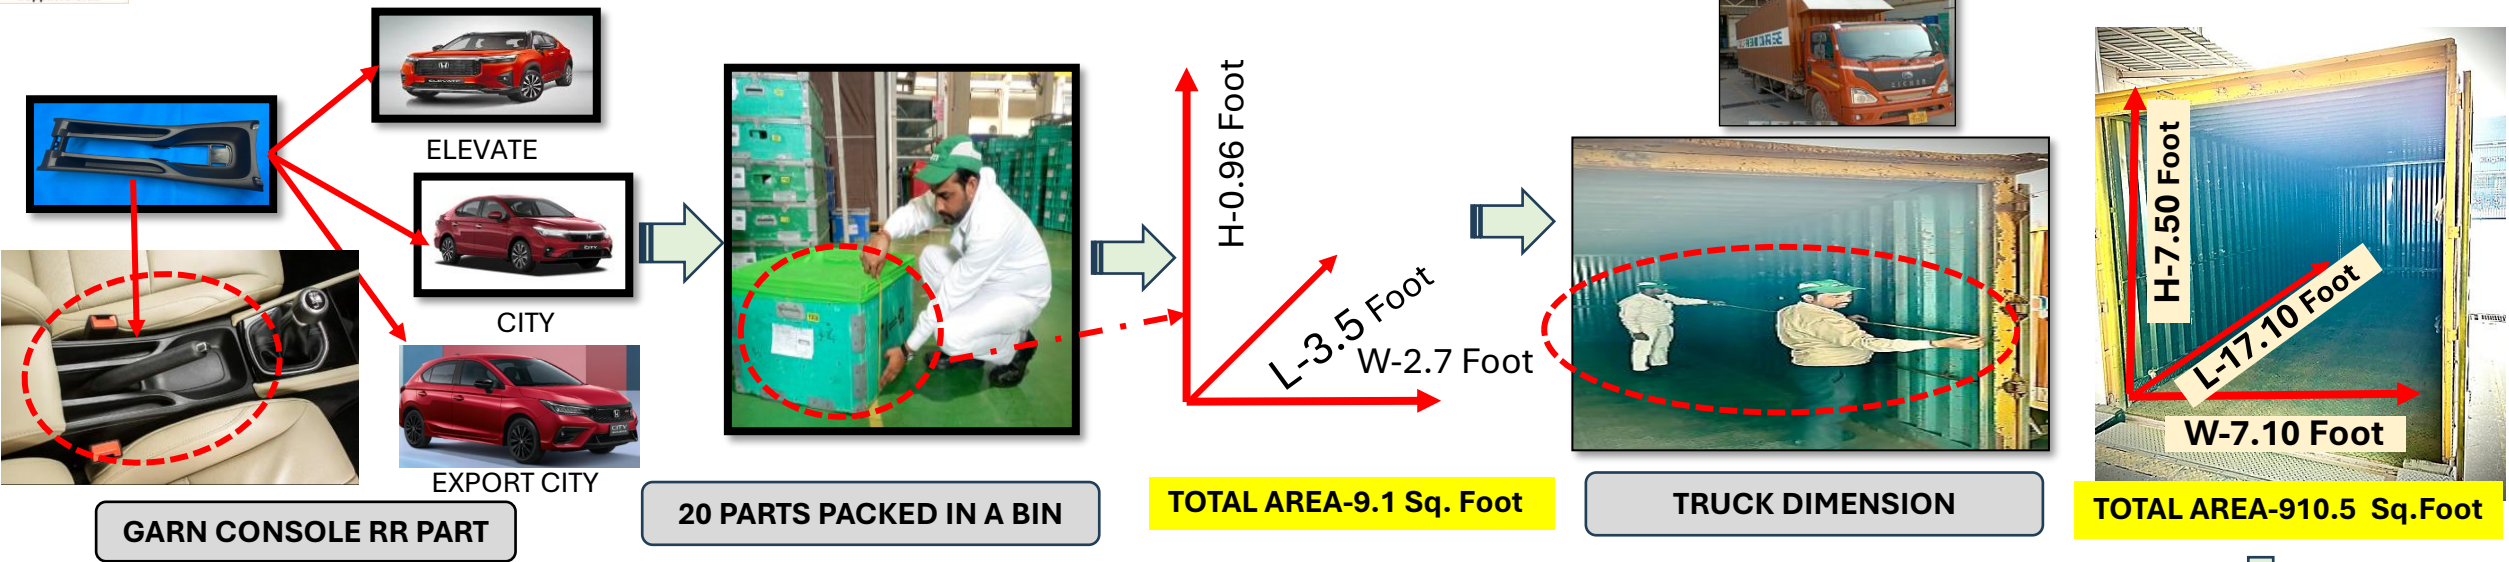 ELEVATE
CITY
EXPORT CITY
GARN CONSOLE RR PART
20 PARTS PACKED IN A BIN
H-0.96 Foot
L-3.5 Foot
W-2.7 Foot
TOTAL AREA-9.1 Sq. Foot
TRUCK DIMENSION
H-7.50 Foot
L-17.10 Foot
W-7.10 Foot
TOTAL AREA-910.5 Sq.Foot